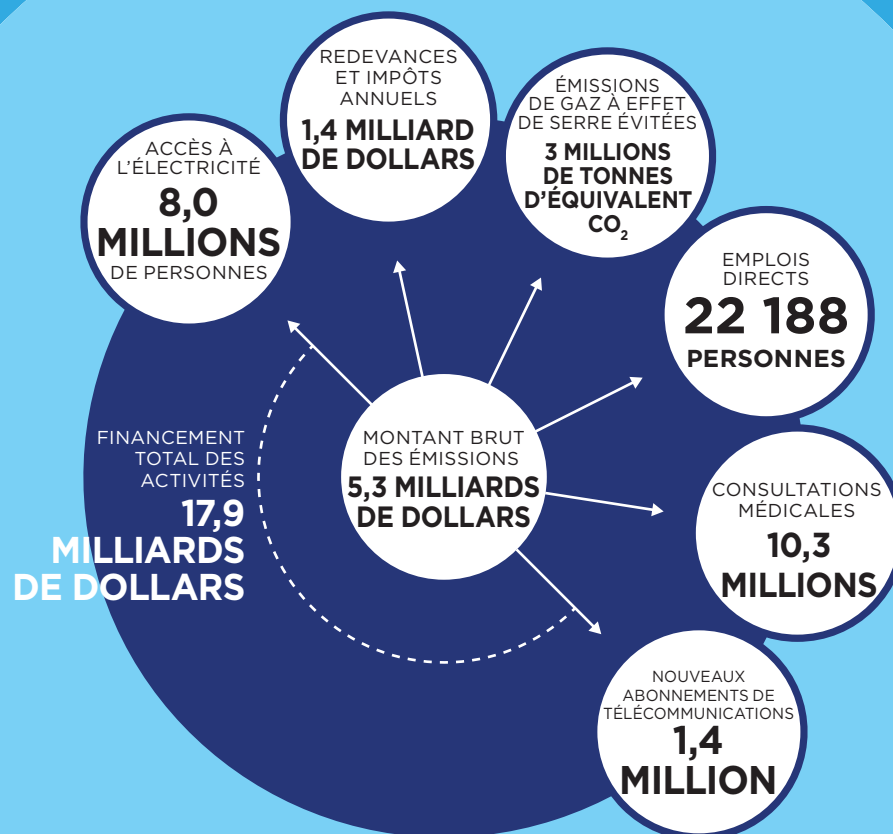 REDEVANCES
ET IMPÔTS
ANNUELS
1,4 MILLIARD
DE DOLLARS
ÉMISSIONS
DE GAZ À EFFET
DE SERRE ÉVITÉES
3 MILLIONS
DE TONNES
D'ÉQUIVALENT
CO₂
ACCÈS À
L'ÉLECTRICITÉ
8,0
MILLIONS
DE PERSONNES
EMPLOIS
DIRECTS
22 188
PERSONNES
FINANCEMENT
TOTAL DES
ACTIVITÉS
17,9
MILLIARDS
DE DOLLARS
MONTANT BRUT
DES ÉMISSIONS
5,3 MILLIARDS
DE DOLLARS
CONSULTATIONS
MÉDICALES
10,3
MILLIONS
NOUVEAUX
ABONNEMENTS DE
TÉLÉCOMMUNICATIONS
1,4
MILLION